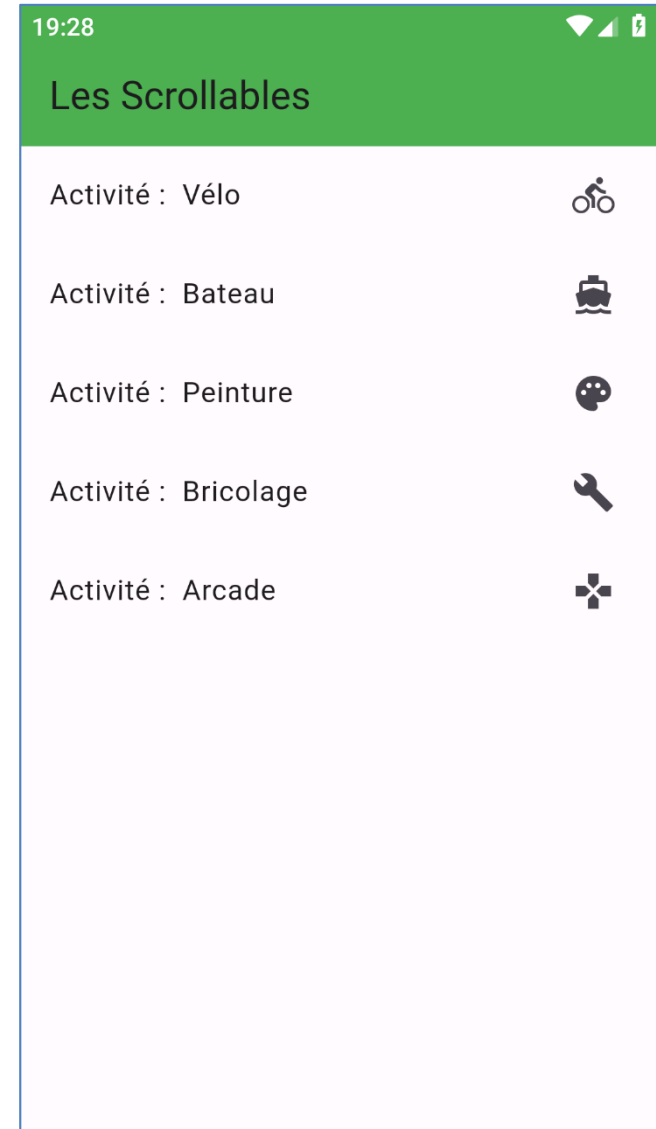 19:28
Les Scrollables
Activité : Vélo
Activité : Bateau
Activité : Peinture
Activité : Bricolage
Activité : Arcade